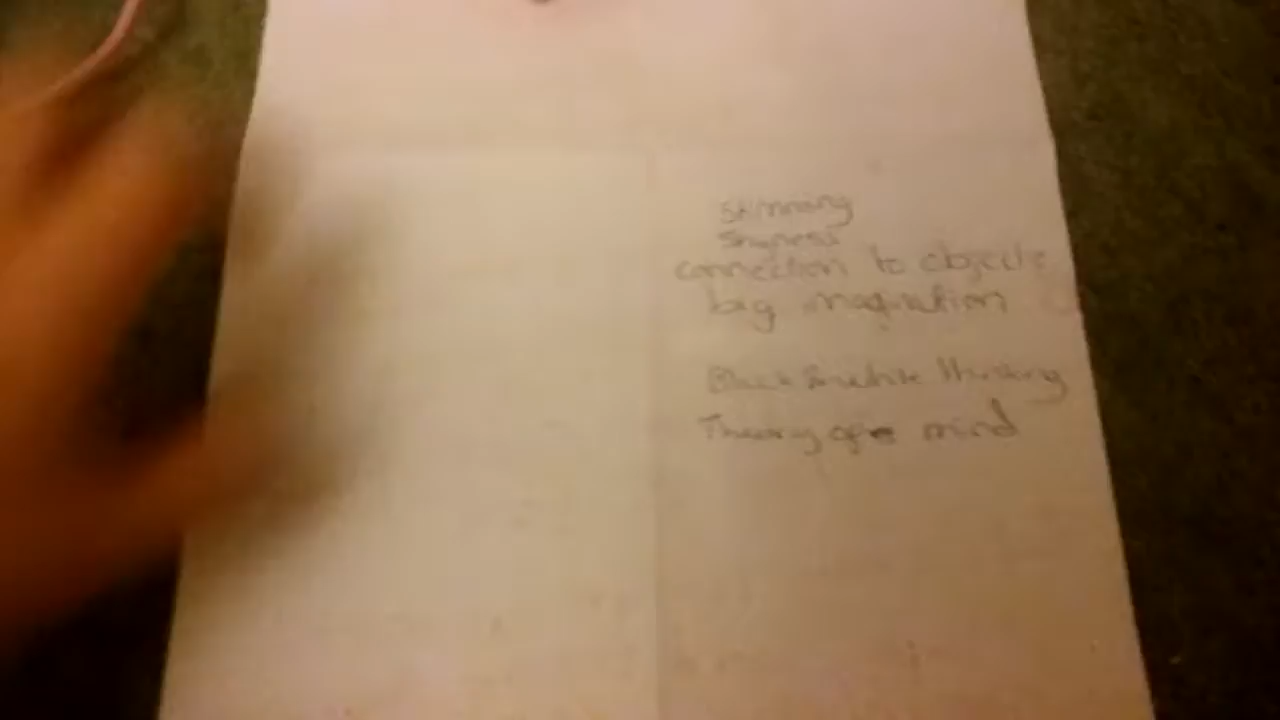 Stimming
Shyness
connection to objects
big imagination
Black & white thinking
Theory of mind